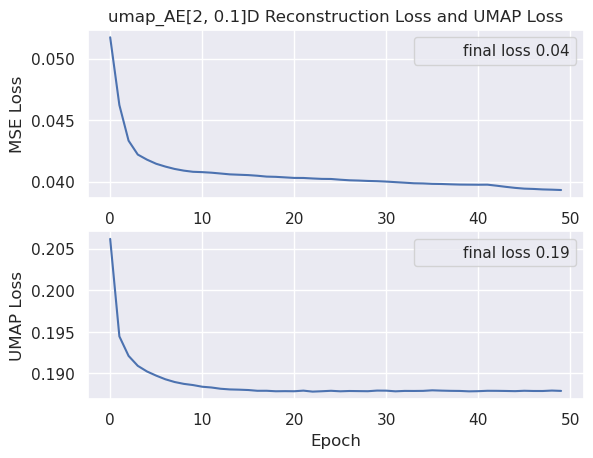 umap_AE[2, 0.1]D Reconstruction Loss and UMAP Loss
final loss 0.04
MSE Loss
0.050
0.045
0.040
0 10 20 30 40 50
final loss 0.19
UMAP Loss
0.205
0.200
0.195
0.190
0 10 20 30 40 50
Epoch